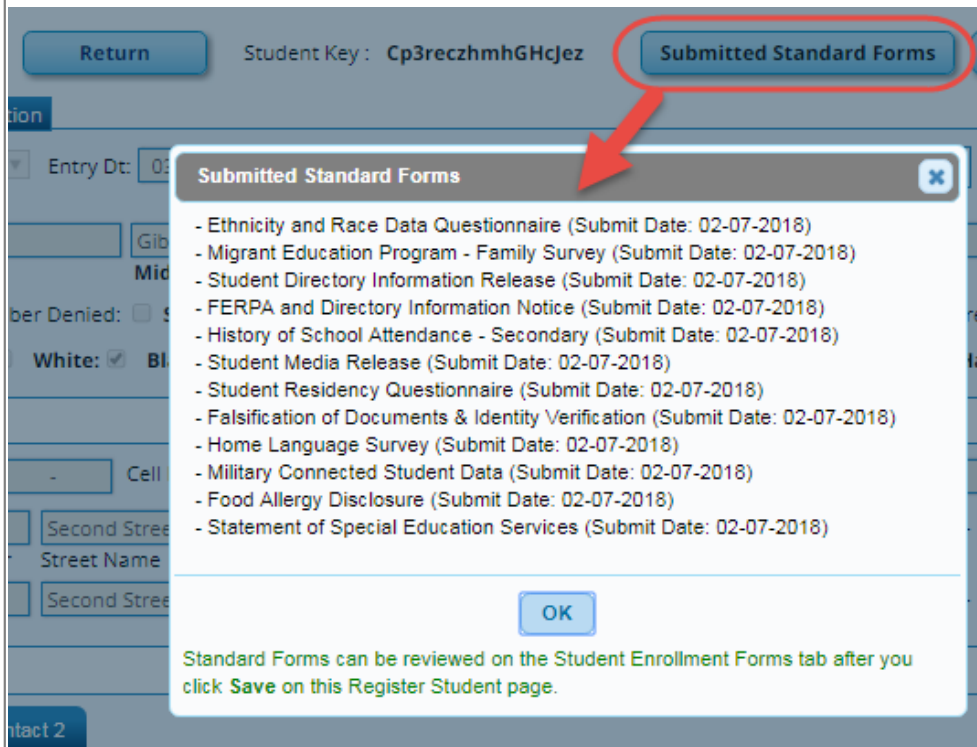 Return Student Key : Cp3reczhmhGHcJez Submitted Standard Forms
Entry Dt:
Submitted Standard Forms
- Ethnicity and Race Data Questionnaire (Submit Date: 02-07-2018)
- Migrant Education Program - Family Survey (Submit Date: 02-07-2018)
- Student Directory Information Release (Submit Date: 02-07-2018)
- FERPA and Directory Information Notice (Submit Date: 02-07-2018)
- History of School Attendance - Secondary (Submit Date: 02-07-2018)
- Student Media Release (Submit Date: 02-07-2018)
- Student Residency Questionnaire (Submit Date: 02-07-2018)
- Falsification of Documents & Identity Verification (Submit Date: 02-07-2018)
- Home Language Survey (Submit Date: 02-07-2018)
- Military Connected Student Data (Submit Date: 02-07-2018)
- Food Allergy Disclosure (Submit Date: 02-07-2018)
- Statement of Special Education Services (Submit Date: 02-07-2018)
OK
Standard Forms can be reviewed on the Student Enrollment Forms tab after you
click Save on this Register Student page.
Denied:
White:
Cell
Second
Street Name
Second
2